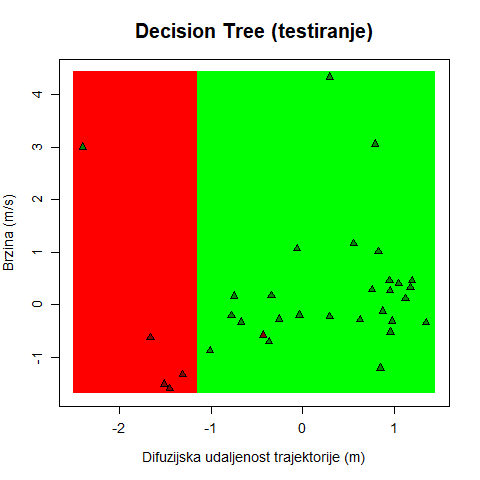 Decision Tree (testiranje)
4
3
2
1
0
-1
Brzina (m/s)
-2 -1 0 1
Difuzijska udaljenost trajektorije (m)